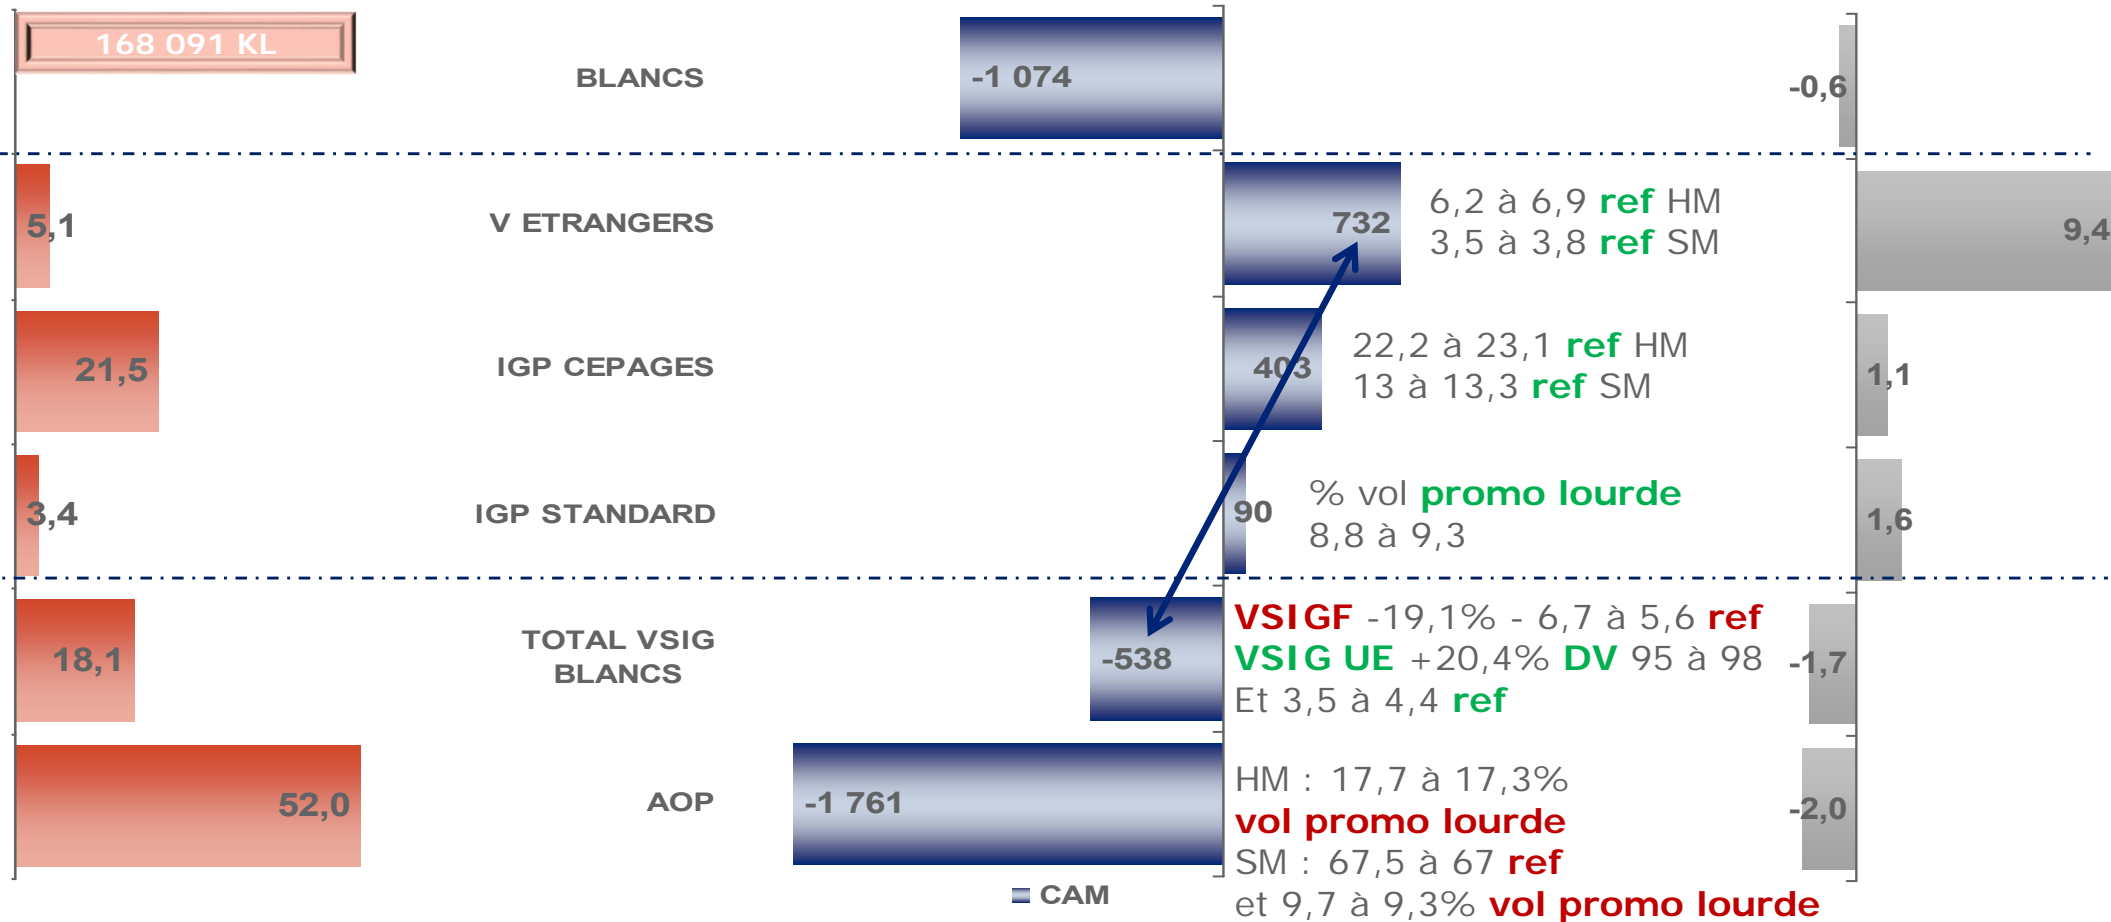 168 091 KL
BLANCS
-1 074
-0,6
5,1
V ETRANGERS
732
6,2 à 6,9 ref HM
3,5 à 3,8 ref SM
9,4
21,5
IGP CEPAGES
403
22,2 à 23,1 ref HM
13 à 13,3 ref SM
1,1
3,4
IGP STANDARD
90
% vol promo lourde
8,8 à 9,3
1,6
18,1
TOTAL VSIG
BLANCS
-538
VSIGF -19,1% - 6,7 à 5,6 ref
VSIG UE +20,4% DV 95 à 98
Et 3,5 à 4,4 ref
-1,7
52,0
AOP
-1 761
HM : 17,7 à 17,3%
vol promo lourde
SM : 67,5 à 67 ref
et 9,7 à 9,3% vol promo lourde
-2,0
CAM